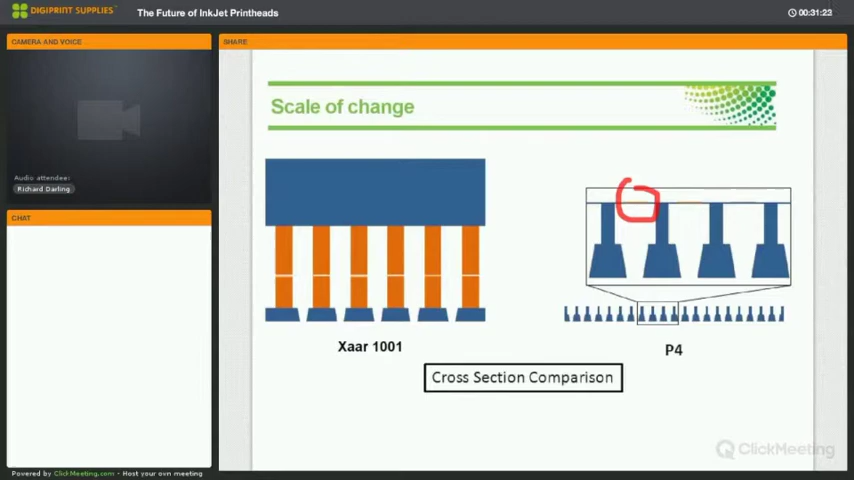 DIGIPRINT SUPPLIES
The Future of InkJet Printheads
00:31:23
CAMERA AND VOICE
SHARE
Scale of change
Audio attendee:
Richard Darling
CHAT
Xaar 1001
P4
Cross Section Comparison
ClickMeeting
Powered by ClickMeeting.com - Host your own meeting